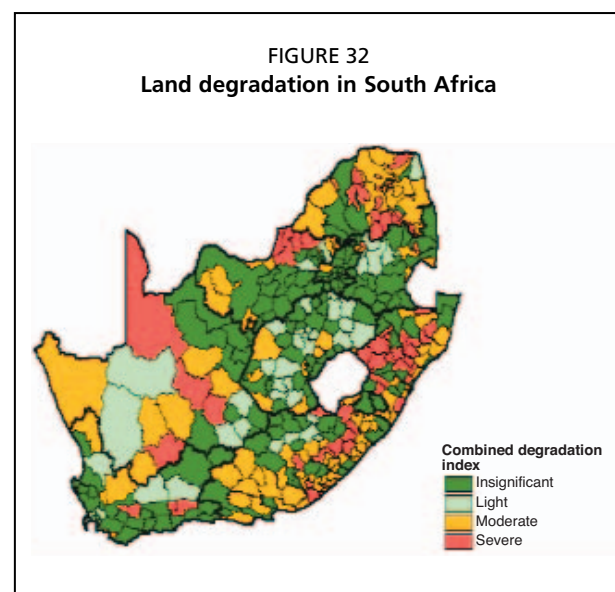 FIGURE 32
Land degradation in South Africa
Combined degradation
index
Insignificant
Light
Moderate
Severe